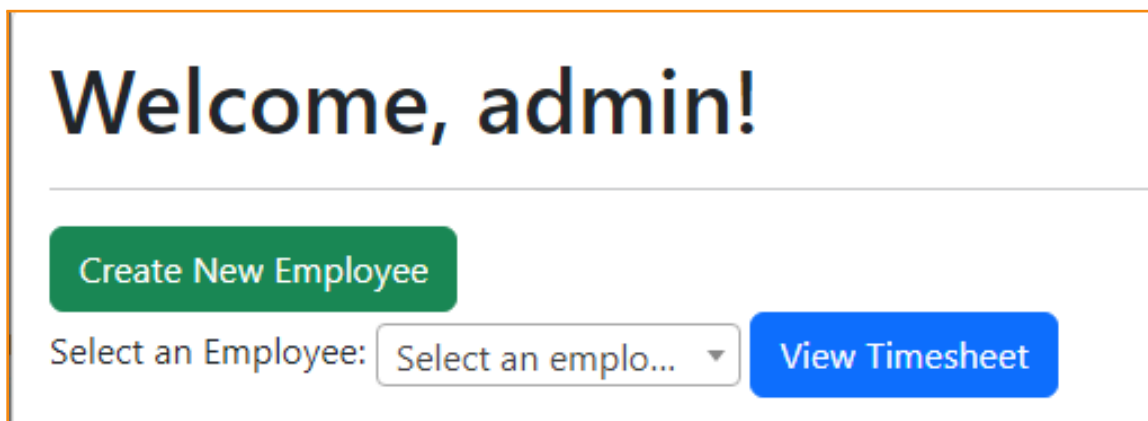 Welcome, admin!
Create New Employee
Select an Employee: Select an emplo... View Timesheet